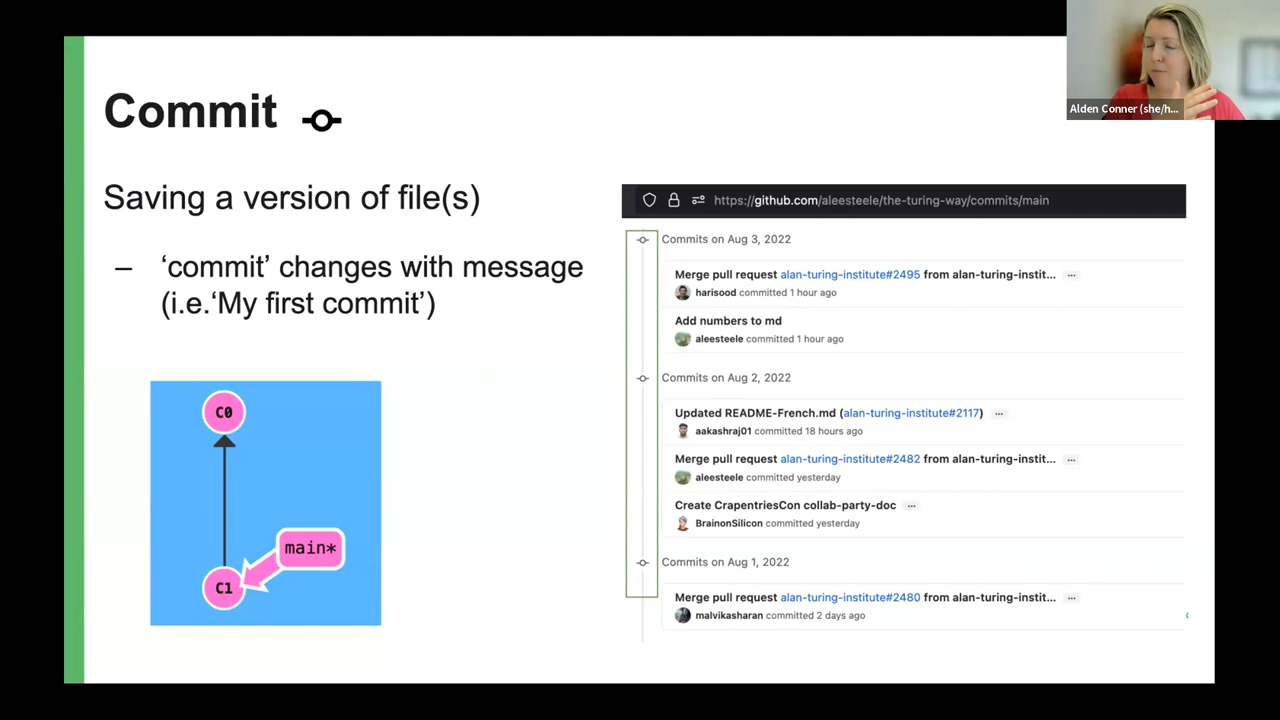 Commit
Alden Conner (she/h...
Saving a version of file(s)
– ‘commit’ changes with message
(i.e.‘My first commit’)
C0
main*
C1
https://github.com/aleesteele/the-turing-way/commits/main
Commits on Aug 3, 2022
Merge pull request alan-turing-institute#2495 from alan-turing-instit... ...
harisood committed 1 hour ago
Add numbers to md
aleesteele committed 1 hour ago
Commits on Aug 2, 2022
Updated README-French.md (alan-turing-institute#2117) ...
aakashraj01 committed 18 hours ago
Merge pull request alan-turing-institute#2482 from alan-turing-instit... ...
aleesteele committed yesterday
Create CrapentriesCon collab-party-doc ...
BrainonSilicon committed yesterday
Commits on Aug 1, 2022
Merge pull request alan-turing-institute#2480 from alan-turing-instit... ...
malvikasharan committed 2 days ago